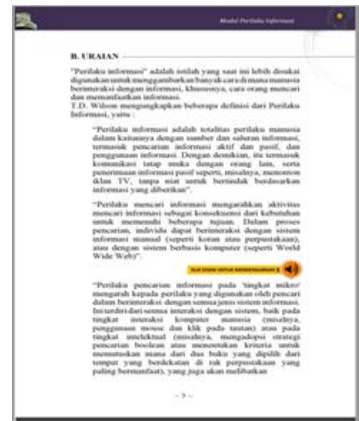 Modul Perilaku Informasi
B. URAIAN
"Perilaku informasi" adalah istilah yang saat ini lebih disukai
digunakan untuk menggambarkan banyak cara di mana manusia
berinteraksi dengan informasi, khususnya, cara orang mencari
dan memanfaatkan informasi.
T.D. Wilson mengungkapkan beberapa definisi dari Perilaku
Informasi, yaitu :
"Perilaku informasi adalah totalitas perilaku manusia
dalam kaitannya dengan sumber dan saluran informasi,
termasuk pencarian informasi aktif dan pasif, dan
penggunaan informasi. Dengan demikian, itu termasuk
komunikasi tatap muka dengan orang lain, serta
penerimaan informasi pasif seperti, misalnya, menonton
iklan TV, tanpa niat untuk bertindak berdasarkan
informasi yang diberikan".
"Perilaku mencari informasi mengarahkan aktivitas
mencari informasi sebagai konsekuensi dari kebutuhan
untuk memenuhi beberapa tujuan. Dalam proses
pencarian, individu dapat berinteraksi dengan sistem
informasi manual (seperti koran atau perpustakaan),
atau dengan sistem berbasis komputer (seperti World
Wide Web)".
UNTUK MENDENGARKAN
"Perilaku pencarian informasi pada 'tingkat mikro'
mengarah kepada perilaku yang digunakan oleh pencari
dalam berinteraksi dengan semua jenis sistem informasi.
Ini terdiri dari semua interaksi dengan sistem, baik pada
tingkat interaksi komputer manusia (misalnya,
penggunaan mouse dan klik pada tautan) atau pada
tingkat intelektual (misalnya, mengadopsi strategi
pencarian boolean atau menentukan kriteria untuk
memutuskan mana dari dua buku yang dipilih dari
tempat yang berdekatan di rak perpustakaan yang
paling bermanfaat), yang juga akan melibatkan